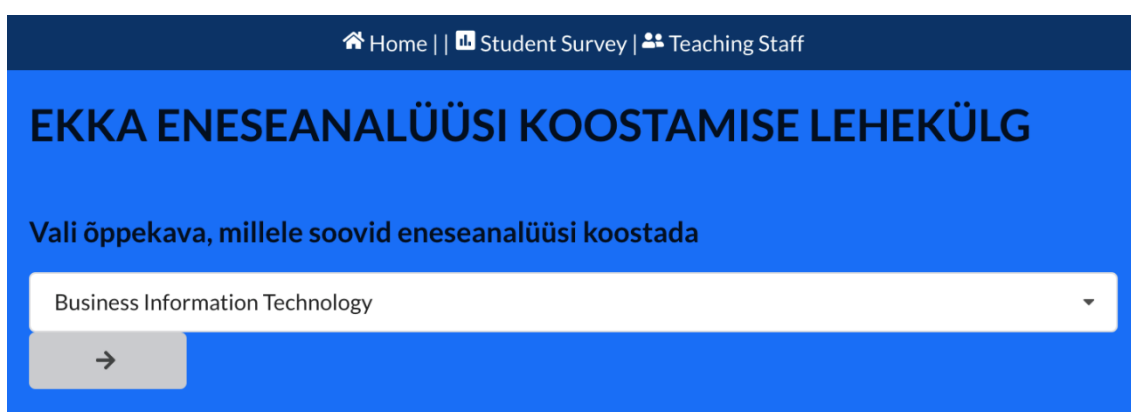 Home | | Student Survey | Teaching Staff
EKKA ENESEANALÜÜSI KOOSTAMISE LEHEKÜLG
Vali õppekava, millele soovid eneseanalüüsi koostada
Business Information Technology